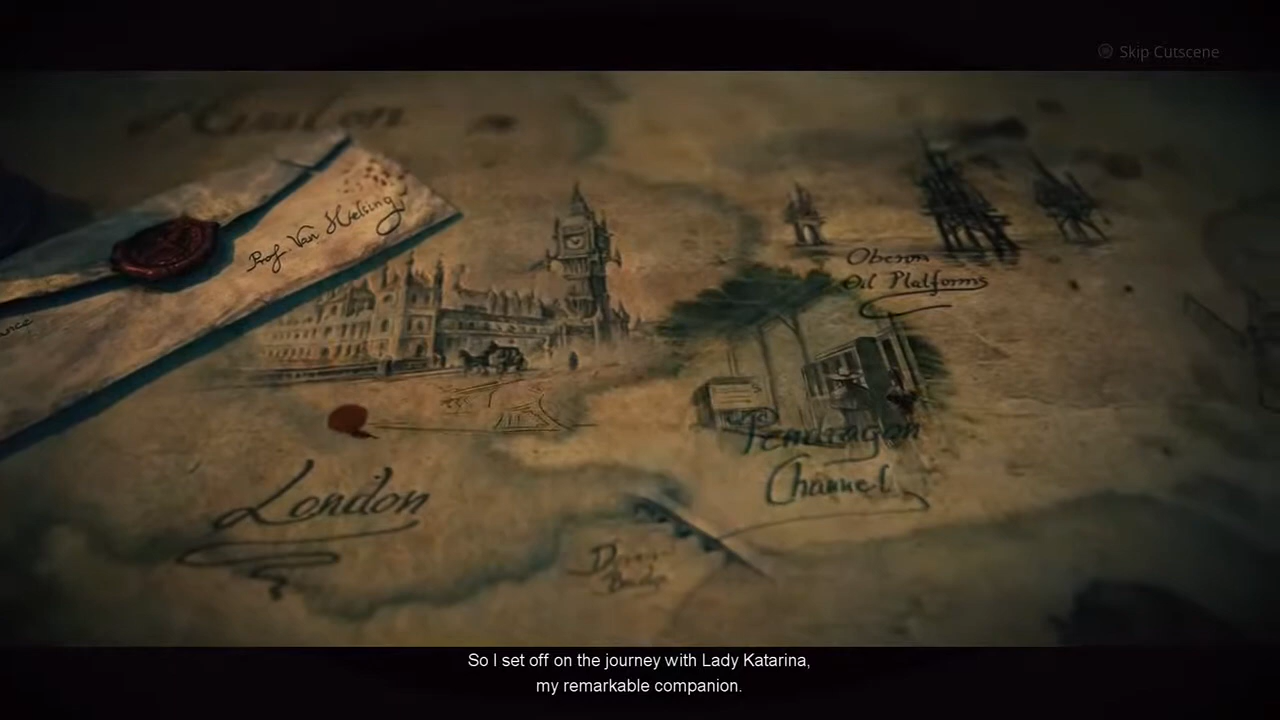 Skip Cutscene
Prof. Van Helsing
Oberon
Oil Platforms
Pendragon
Channel
London
So I set off on the journey with Lady Katarina,
my remarkable companion.